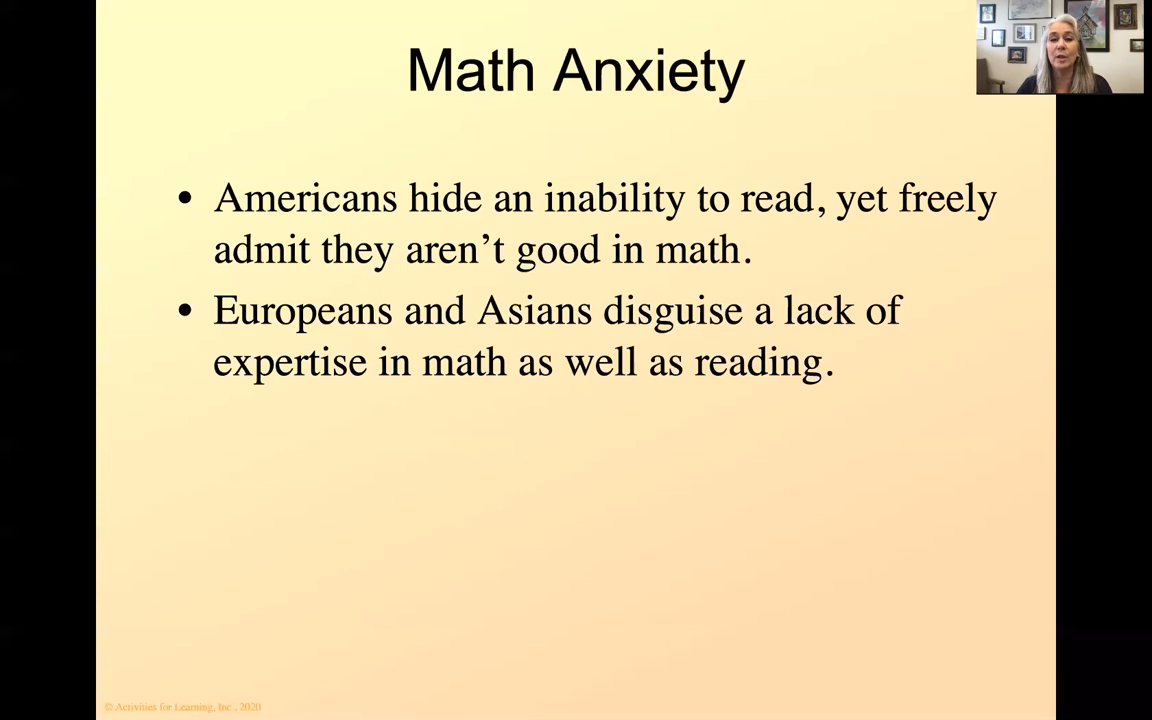 Math Anxiety
• Americans hide an inability to read, yet freely
admit they aren’t good in math.
• Europeans and Asians disguise a lack of
expertise in math as well as reading.
© Activities for Learning, Inc., 2020